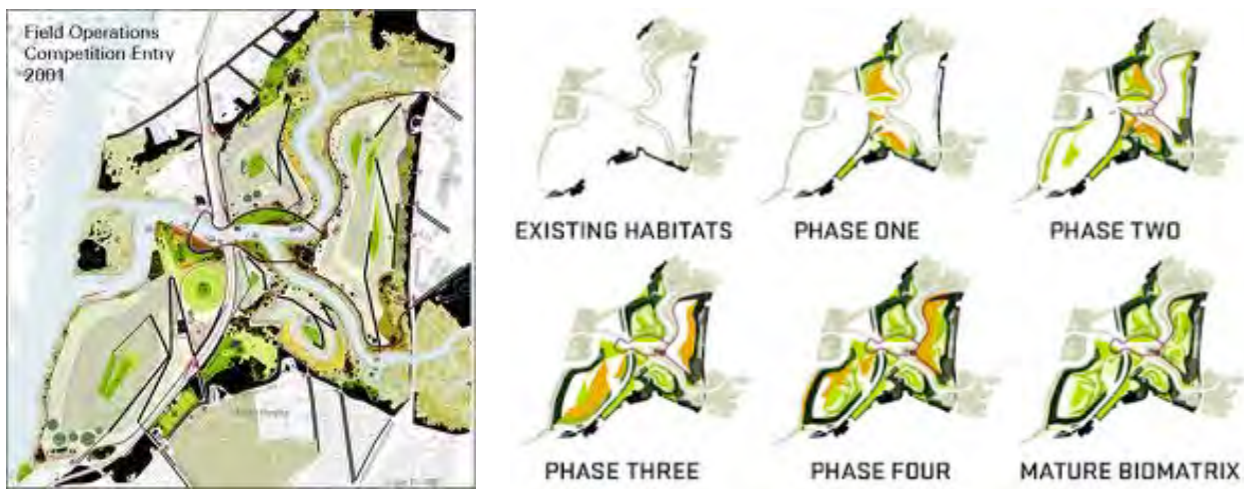 Field Operations
Competition Entry
2001
EXISTING HABITATS
PHASE ONE
PHASE TWO
PHASE THREE
PHASE FOUR
MATURE BIOMATRIX